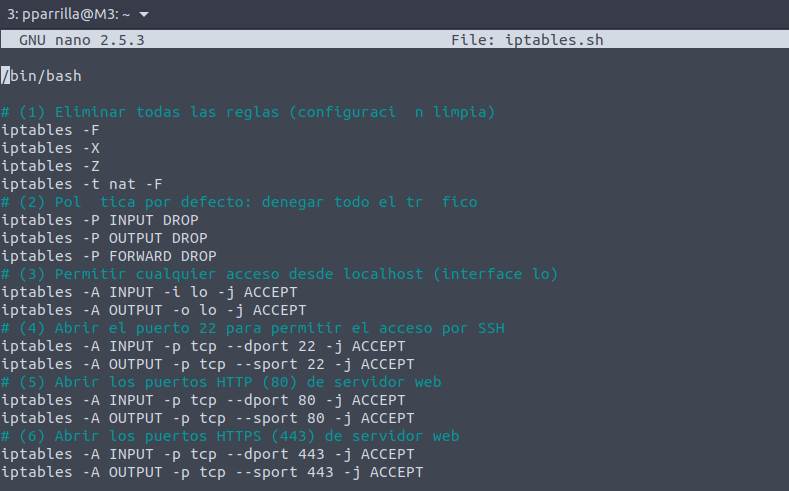 3: pparrilla@M3: ~
GNU nano 2.5.3 File: iptables.sh
/bin/bash
# (1) Eliminar todas las reglas (configuraci  n limpia)
iptables -F
iptables -X
iptables -Z
iptables -t nat -F
# (2) Pol  tica por defecto: denegar todo el tr  fico
iptables -P INPUT DROP
iptables -P OUTPUT DROP
iptables -P FORWARD DROP
# (3) Permitir cualquier acceso desde localhost (interface lo)
iptables -A INPUT -i lo -j ACCEPT
iptables -A OUTPUT -o lo -j ACCEPT
# (4) Abrir el puerto 22 para permitir el acceso por SSH
iptables -A INPUT -p tcp --dport 22 -j ACCEPT
iptables -A OUTPUT -p tcp --sport 22 -j ACCEPT
# (5) Abrir los puertos HTTP (80) de servidor web
iptables -A INPUT -p tcp --dport 80 -j ACCEPT
iptables -A OUTPUT -p tcp --sport 80 -j ACCEPT
# (6) Abrir los puertos HTTPS (443) de servidor web
iptables -A INPUT -p tcp --dport 443 -j ACCEPT
iptables -A OUTPUT -p tcp --sport 443 -j ACCEPT